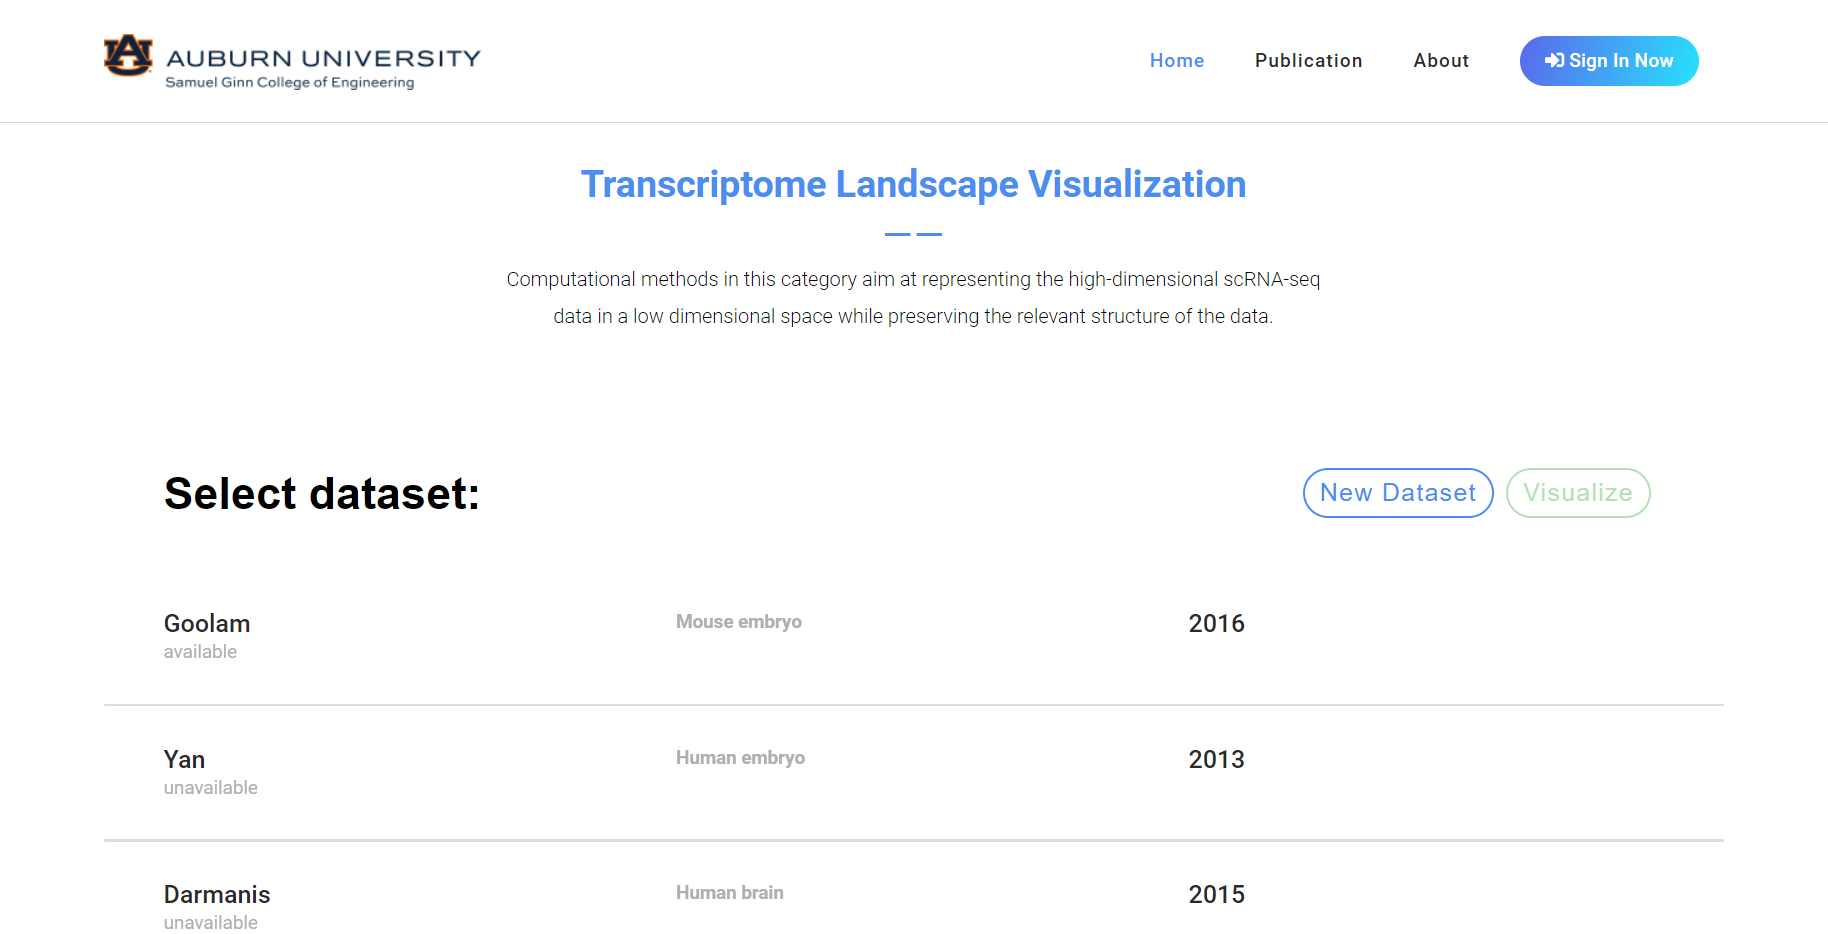 AUBURN UNIVERSITY
Samuel Ginn College of Engineering
Home
Publication
About
Sign In Now
Transcriptome Landscape Visualization
Computational methods in this category aim at representing the high-dimensional scRNA-seq
data in a low dimensional space while preserving the relevant structure of the data.
Select dataset:
New Dataset
Visualize
Goolam
available
Mouse embryo
2016
Yan
unavailable
Human embryo
2013
Darmanis
unavailable
Human brain
2015